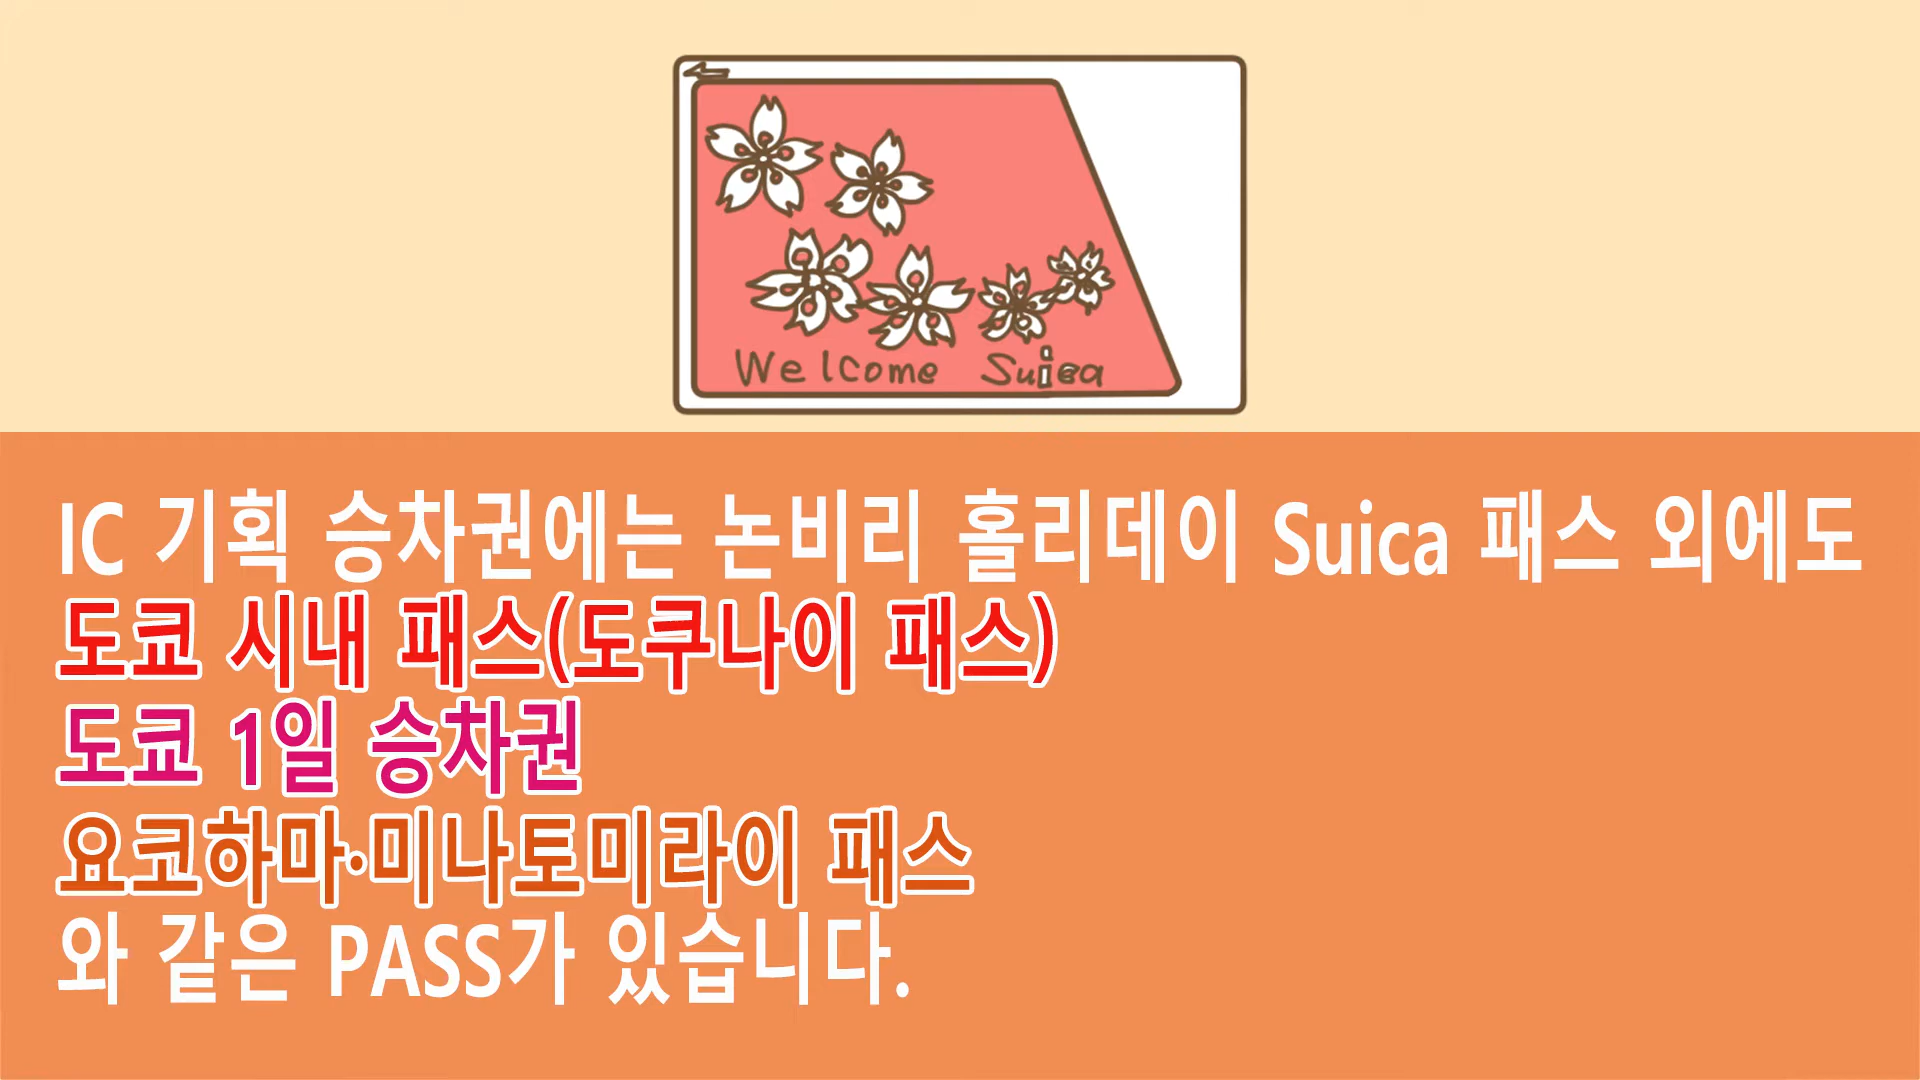 Welcome Suica
IC 기획 승차권에는 논비리 홀리데이 Suica 패스 외에도
도쿄 시내 패스(도쿠나이 패스)
도쿄 1일 승차권
요코하마·미나토미라이 패스
와 같은 PASS가 있습니다.